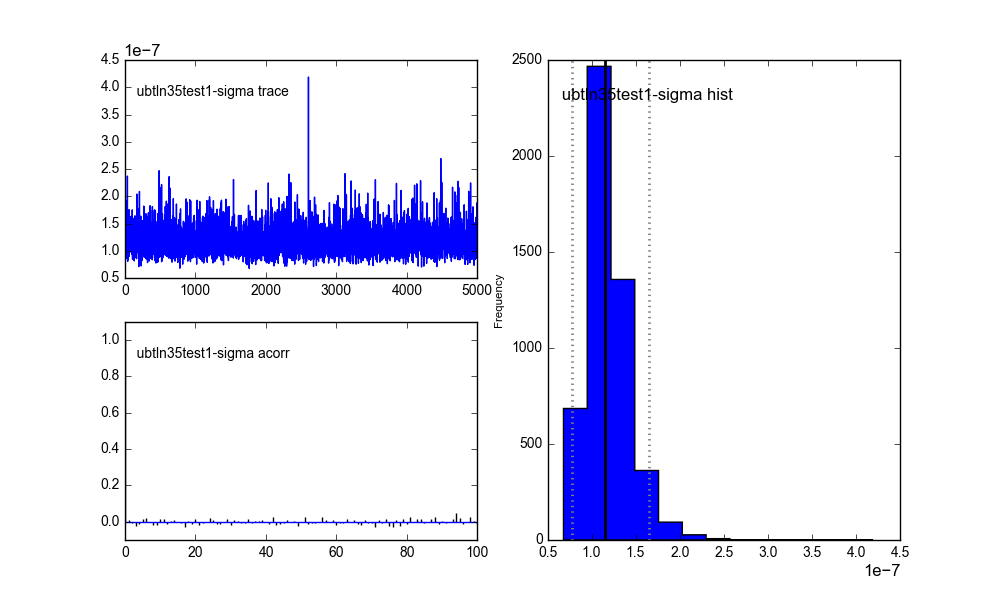 1e−7
4.5
4.0
3.5
3.0
2.5
2.0
1.5
1.0
0.5
ubtln35test1-sigma trace
0 1000 2000 3000 4000 5000
1.0
0.8
0.6
0.4
0.2
0.0
ubtln35test1-sigma acorr
0 20 40 60 80 100
Frequency
2500
2000
1500
1000
500
0
ubtln35test1-sigma hist
0.5 1.0 1.5 2.0 2.5 3.0 3.5 4.0 4.5
1e−7